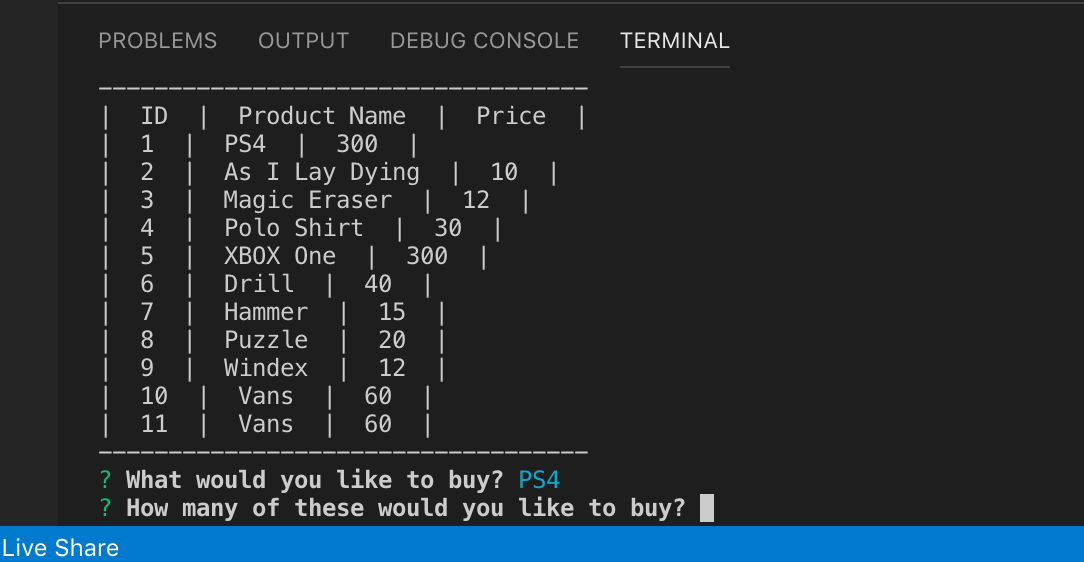 PROBLEMS OUTPUT DEBUG CONSOLE TERMINAL
-----------------------------------
|  ID  |  Product Name  |  Price  |
|  1  |  PS4  |  300  |
|  2  |  As I Lay Dying  |  10  |
|  3  |  Magic Eraser  |  12  |
|  4  |  Polo Shirt  |  30  |
|  5  |  XBOX One  |  300  |
|  6  |  Drill  |  40  |
|  7  |  Hammer  |  15  |
|  8  |  Puzzle  |  20  |
|  9  |  Windex  |  12  |
|  10  |  Vans  |  60  |
|  11  |  Vans  |  60  |
-----------------------------------
? What would you like to buy? PS4
? How many of these would you like to buy?
Live Share